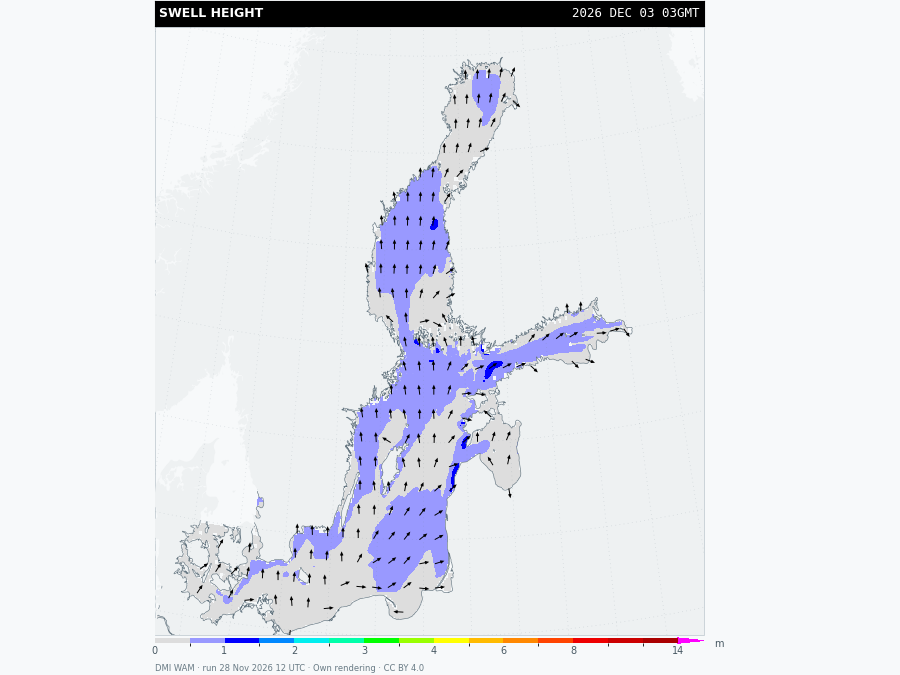 SWELL HEIGHT 2026 DEC 03 03GMT
0 1 2 3 4 6 8 14 m
DMI WAM · run 28 Nov 2026 12 UTC · Own rendering · CC BY 4.0